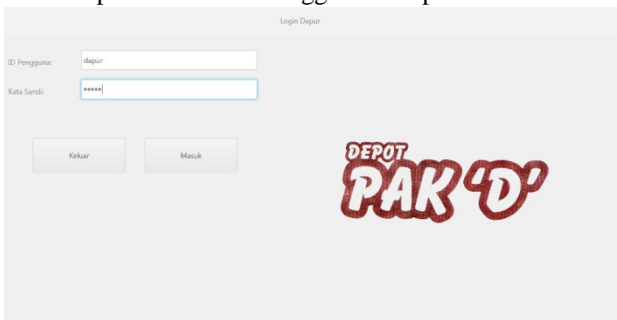 Login Dapur
ID Pengguna:
dapur
Kata Sandi:
*****
Keluar
Masuk
DEPOT
PAK 'D'